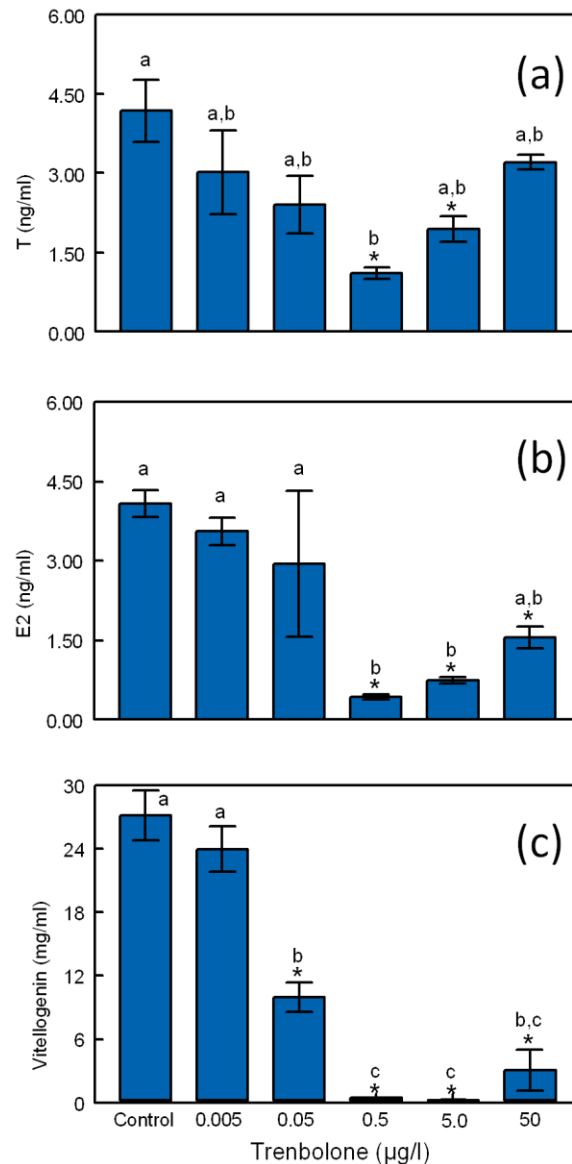 6.00
(a)
a
4.50
a,b
a,b
a,b
3.00
a,b
T (ng/ml)
b
*
*
1.50
0.00
6.00
(b)
a
a
a
4.50
3.00
E2 (ng/ml)
a,b
*
1.50
b
*
b
*
0.00
30
a
a
(c)
24
18
Vitellogenin (mg/ml)
12
b
*
6
b,c
*
c
*
c
*
0
Control 0.005 0.05 0.5 5.0 50
Trenbolone (µg/l)